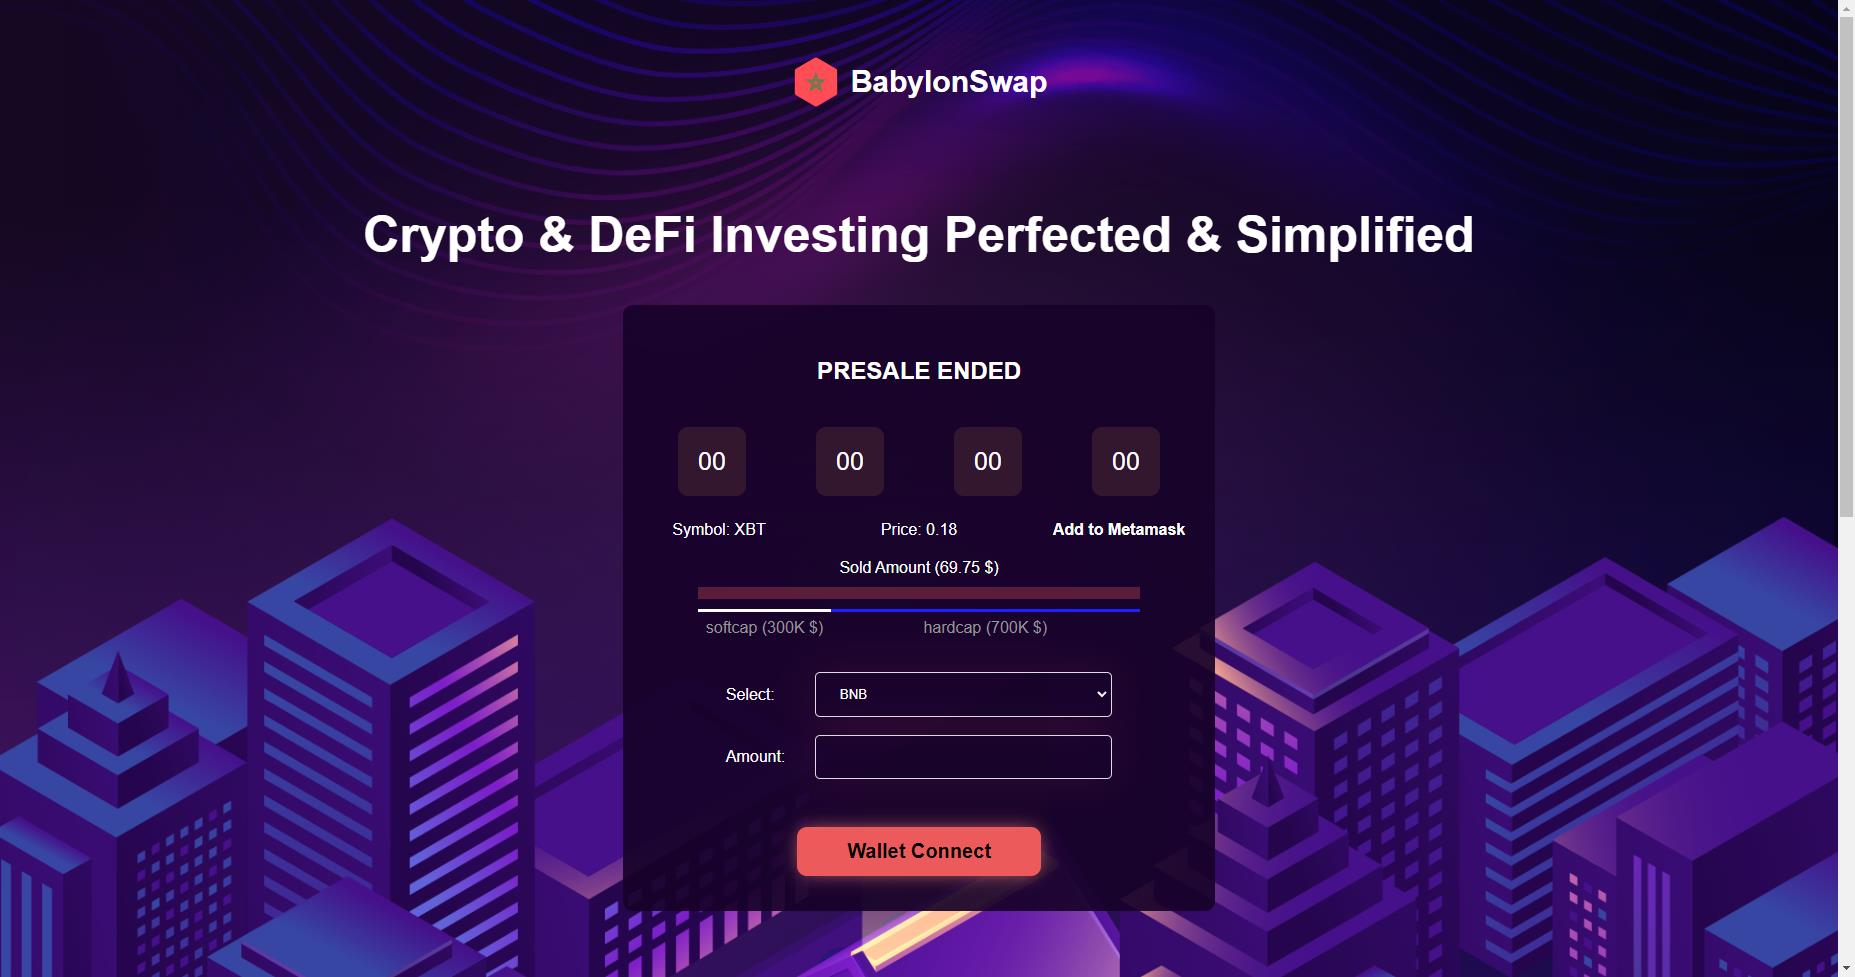 BabylonSwap
Crypto & DeFi Investing Perfected & Simplified
PRESALE ENDED
00 00 00 00
Symbol: XBT Price: 0.18 Add to Metamask
Sold Amount (69.75 $)
softcap (300K $) hardcap (700K $)
Select: BNB
Amount:
Wallet Connect